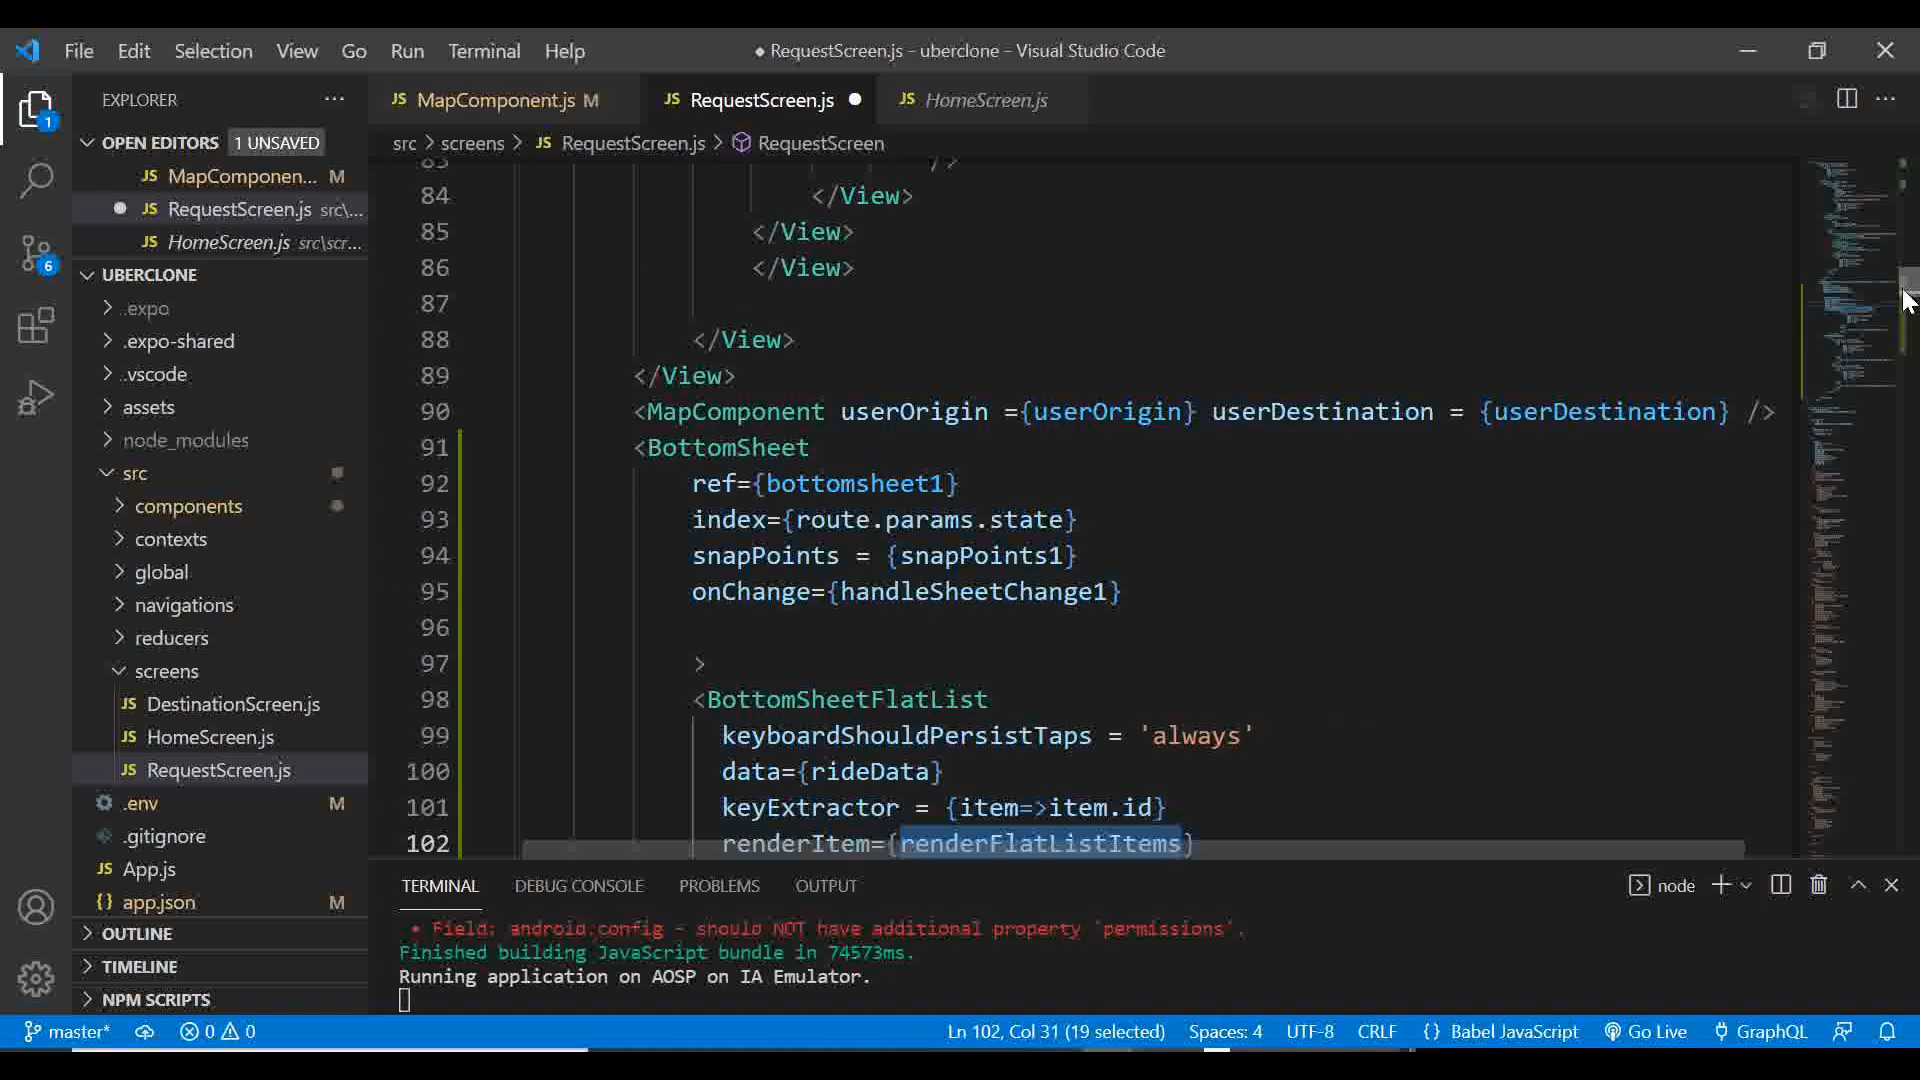 File Edit Selection View Go Run Terminal Help
● RequestScreen.js - uberclone - Visual Studio Code
EXPLORER
JS MapComponent.js M
JS RequestScreen.js
JS HomeScreen.js
OPEN EDITORS 1 UNSAVED
JS MapComponen... M
JS RequestScreen.js src\...
JS HomeScreen.js src\scr...
UBERCLONE
.expo
.expo-shared
.vscode
assets
node_modules
src
components
contexts
global
navigations
reducers
screens
JS DestinationScreen.js
JS HomeScreen.js
JS RequestScreen.js
.env M
.gitignore
JS App.js
{} app.json M
OUTLINE
TIMELINE
NPM SCRIPTS
1
6
src > screens > JS RequestScreen.js > RequestScreen
83 />
84 </View>
85 </View>
86 </View>
87
88 </View>
89 </View>
90 <MapComponent userOrigin ={userOrigin} userDestination = {userDestination} />
91 <BottomSheet
92 ref={bottomsheet1}
93 index={route.params.state}
94 snapPoints = {snapPoints1}
95 onChange={handleSheetChange1}
96
97 >
98 <BottomSheetFlatList
99 keyboardShouldPersistTaps = 'always'
100 data={rideData}
101 keyExtractor = {item=>item.id}
102 renderItem={renderFlatListItems}
TERMINAL DEBUG CONSOLE PROBLEMS OUTPUT
node
• Field: android.config - should NOT have additional property 'permissions'.
Finished building JavaScript bundle in 74573ms.
Running application on AOSP on IA Emulator.
master* 0 0 Ln 102, Col 31 (19 selected) Spaces: 4 UTF-8 CRLF {} Babel JavaScript Go Live GraphQL